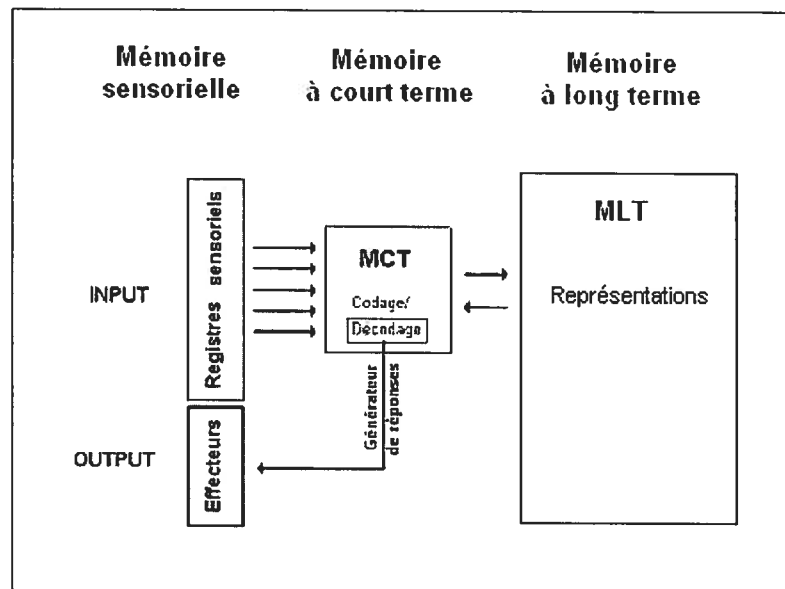 Mémoire
sensorielle
Mémoire
à court terme
Mémoire
à long terme
INPUT
Registres sensoriels
MCT
Codage/
Décodage
MLT
Représentations
Générateur
de réponses
OUTPUT
Effecteurs